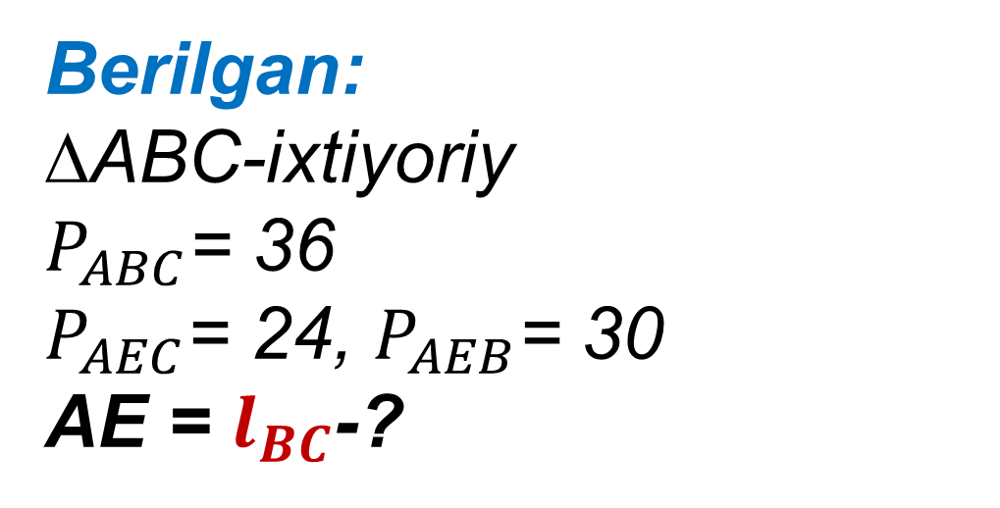 Berilgan:
∆ABC-ixtiyoriy
P_ABC = 36
P_AEC = 24, P_AEB = 30
AE = l_BC-?